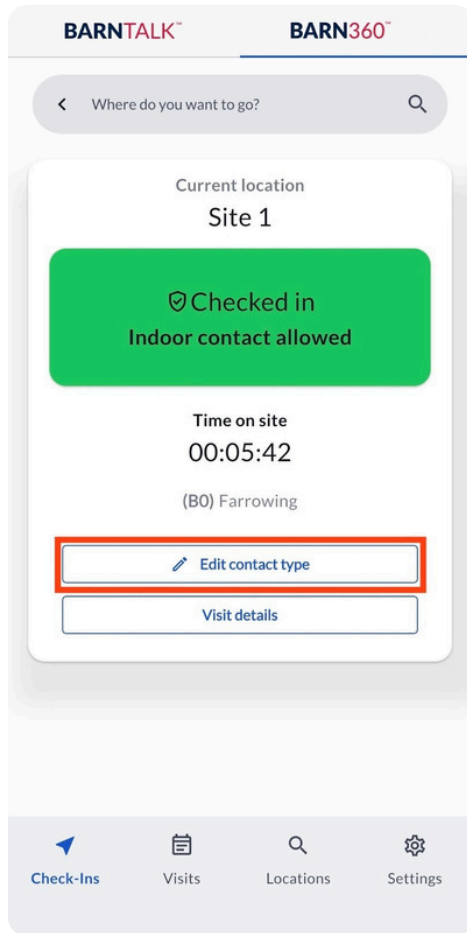 BARNTALK™ BARN360™
Where do you want to go?
Current location
Site 1
Checked in
Indoor contact allowed
Time on site
00:05:42
(B0) Farrowing
Edit contact type
Visit details
Check-Ins Visits Locations Settings